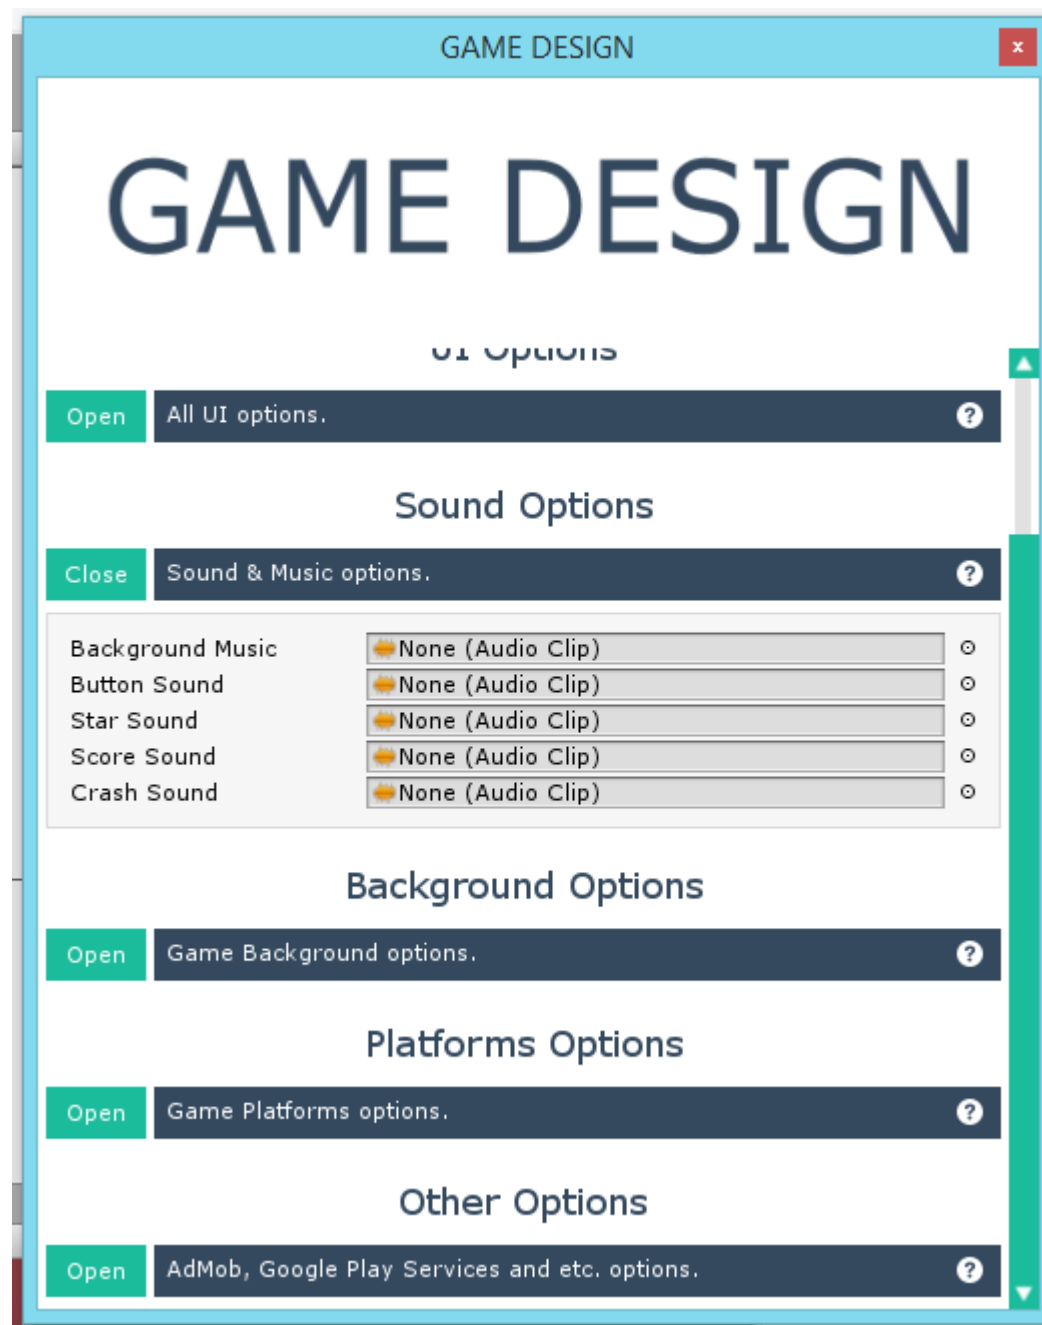 GAME DESIGN
x
GAME DESIGN
UI Options
Open All UI options. ?
Sound Options
Close Sound & Music options. ?
Background Music None (Audio Clip)
Button Sound None (Audio Clip)
Star Sound None (Audio Clip)
Score Sound None (Audio Clip)
Crash Sound None (Audio Clip)
Background Options
Open Game Background options. ?
Platforms Options
Open Game Platforms options. ?
Other Options
Open AdMob, Google Play Services and etc. options. ?